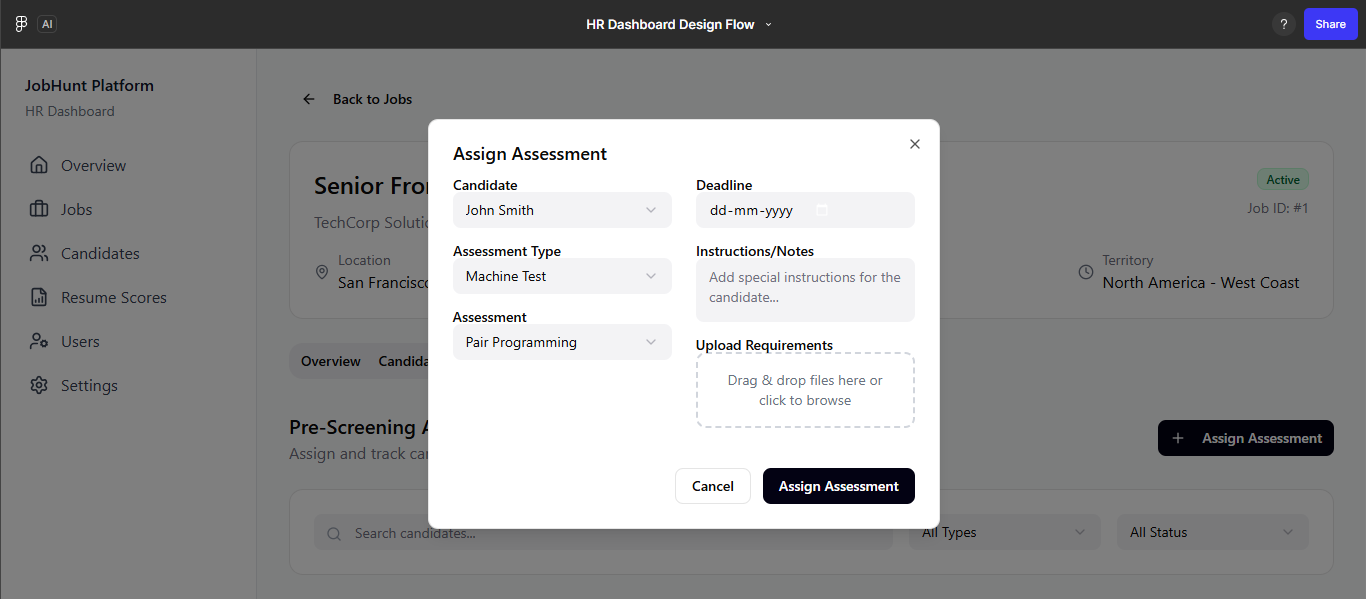 AI
HR Dashboard Design Flow
?
Share
JobHunt Platform
HR Dashboard
Overview
Jobs
Candidates
Resume Scores
Users
Settings
Back to Jobs
Senior Fro
TechCorp Soluti
Location
San Francisc
Active
Job ID: #1
Territory
North America - West Coast
Overview
Candida
Pre-Screening A
Assign and track ca
Assign Assessment
Search candidates...
All Types
All Status
Assign Assessment
Candidate
John Smith
Assessment Type
Machine Test
Assessment
Pair Programming
Deadline
dd-mm-yyyy
Instructions/Notes
Add special instructions for the
candidate...
Upload Requirements
Drag & drop files here or
click to browse
Cancel
Assign Assessment